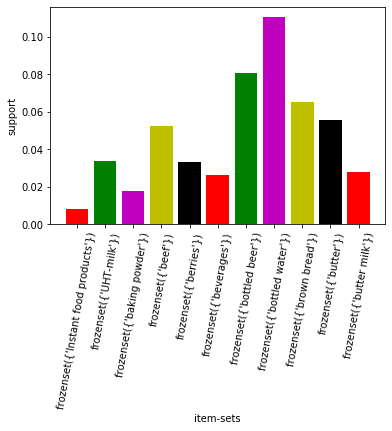 0.10
0.08
0.06
0.04
0.02
0.00
support
frozenset({'Instant food products'})
frozenset({'UHT-milk'})
frozenset({'baking powder'})
frozenset({'beef'})
frozenset({'berries'})
frozenset({'beverages'})
frozenset({'bottled beer'})
frozenset({'bottled water'})
frozenset({'brown bread'})
frozenset({'butter'})
frozenset({'butter milk'})
item-sets